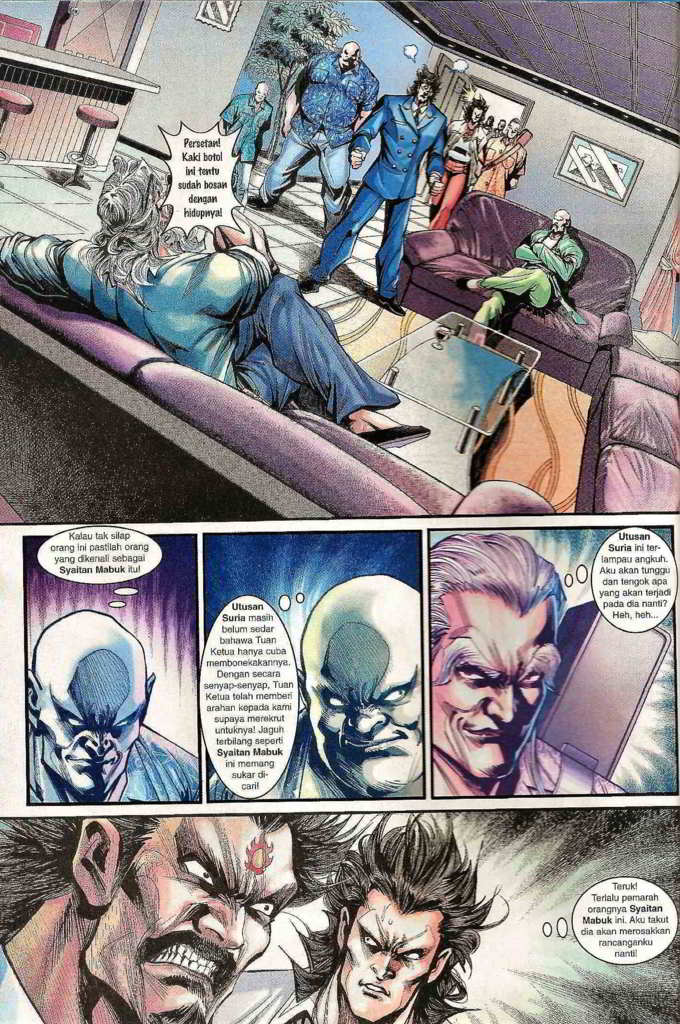 Persetan!
Kaki botol
ini tentu
sudah bosan
dengan
hidupnya!
Kalau tak silap
orang ini pastilah orang
yang dikenali sebagai
Syaitan Mabuk itu!
Utusan
Suria masih
belum sedar
bahawa Tuan
Ketua hanya cuba
membonekakannya.
Dengan secara
senyap-senyap, Tuan
Ketua telah memberi
arahan kepada kami
supaya merekrut
untuknya! Jaguh
terbilang seperti
Syaitan Mabuk
ini memang
sukar di-
cari!
Utusan
Suria ini ter-
lampau angkuh.
Aku akan tunggu
dan tengok apa
yang akan terjadi
pada dia nanti?
Heh, heh...
Teruk!
Terlalu pemarah
orangnya Syaitan
Mabuk ini. Aku takut
dia akan merosakkan
rancanganku
nanti!